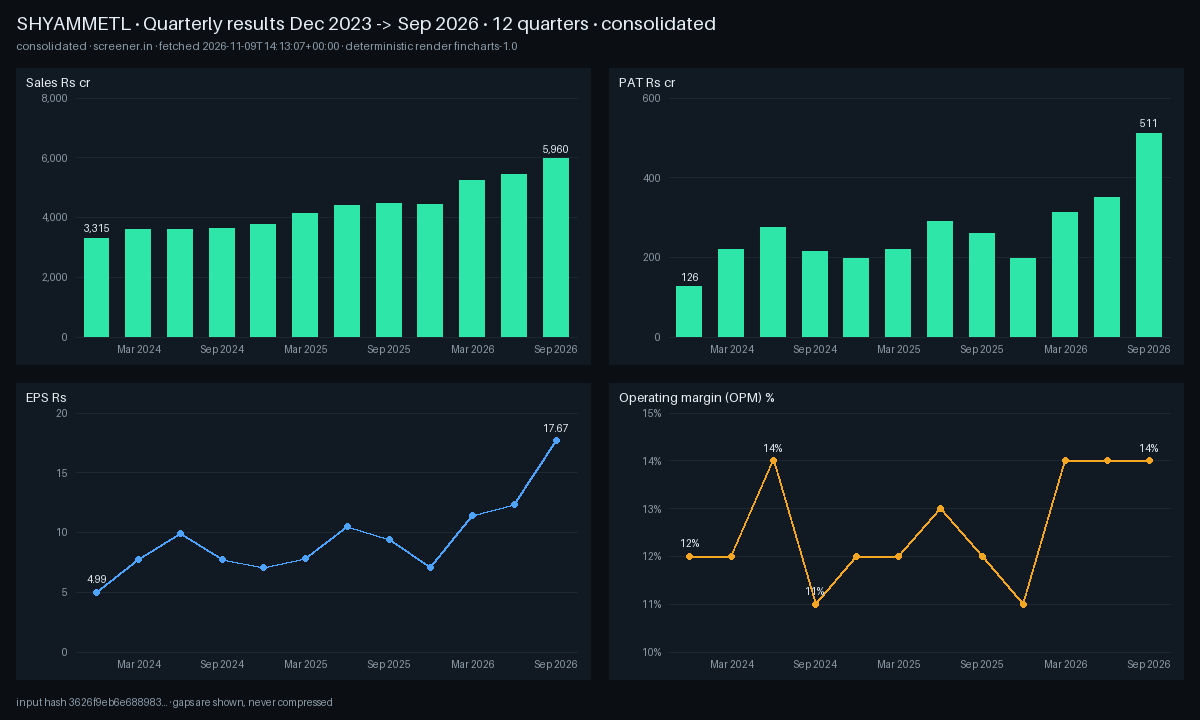 SHYAMMETL · Quarterly results Dec 2023 -> Sep 2026 · 12 quarters · consolidated
consolidated · screener.in · fetched 2026-11-09T14:13:07+00:00 · deterministic render fincharts-1.0
Sales Rs cr
8,000
6,000
4,000
2,000
0
3,315
5,960
Mar 2024
Sep 2024
Mar 2025
Sep 2025
Mar 2026
Sep 2026
PAT Rs cr
600
400
200
0
126
511
Mar 2024
Sep 2024
Mar 2025
Sep 2025
Mar 2026
Sep 2026
EPS Rs
20
15
10
5
0
4.99
17.67
Mar 2024
Sep 2024
Mar 2025
Sep 2025
Mar 2026
Sep 2026
Operating margin (OPM) %
15%
14%
13%
12%
11%
10%
12%
14%
11%
14%
Mar 2024
Sep 2024
Mar 2025
Sep 2025
Mar 2026
Sep 2026
input hash 3626f9eb6e688983… · gaps are shown, never compressed